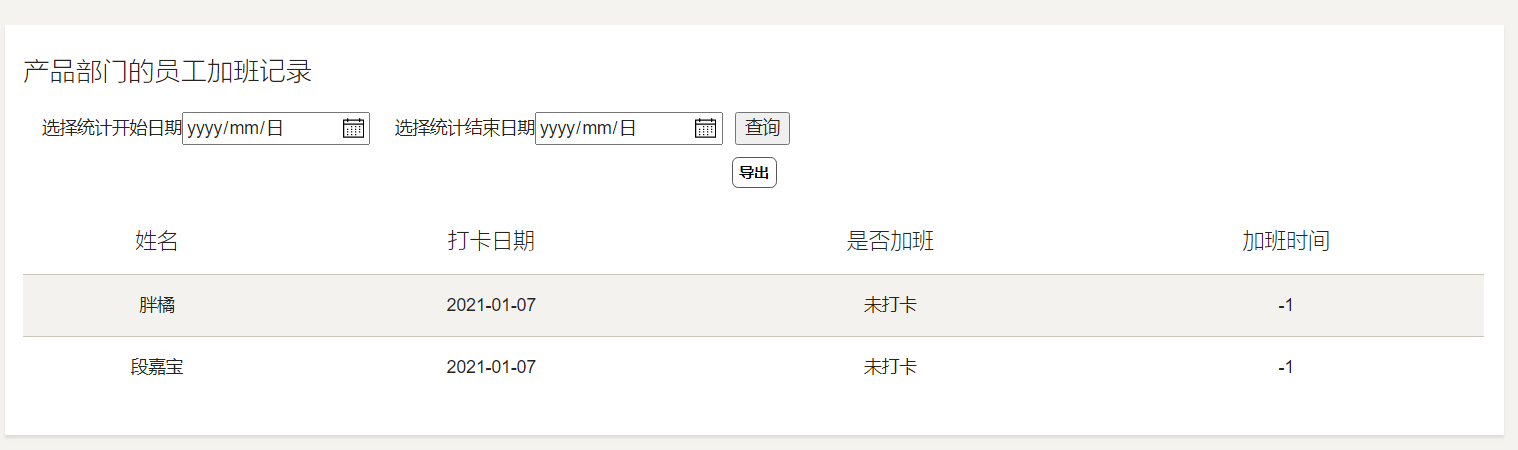 产品部门的员工加班记录
选择统计开始日期 yyyy/mm/日 选择统计结束日期 yyyy/mm/日 查询
导出
姓名 打卡日期 是否加班 加班时间
胖橘 2021-01-07 未打卡 -1
段嘉宝 2021-01-07 未打卡 -1